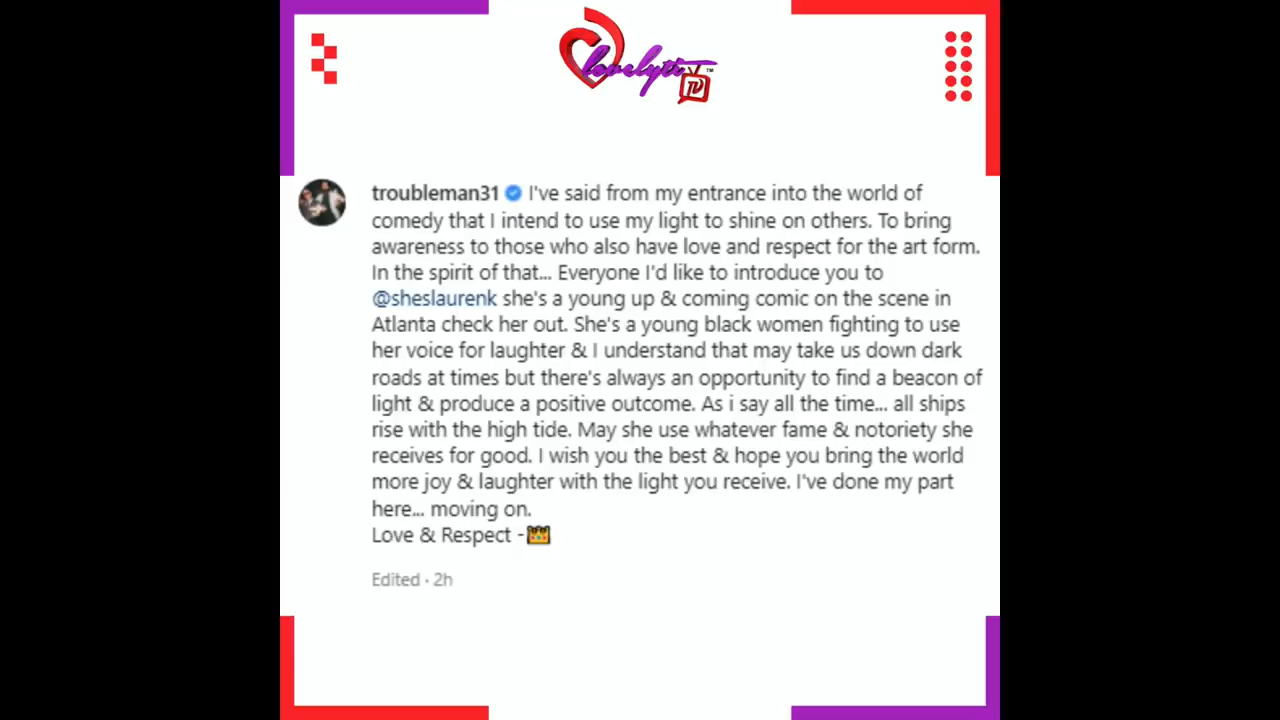 Lovelyti
TV
TM
troubleman31 I've said from my entrance into the world of
comedy that I intend to use my light to shine on others. To bring
awareness to those who also have love and respect for the art form.
In the spirit of that... Everyone I'd like to introduce you to
@sheslaurenk she's a young up & coming comic on the scene in
Atlanta check her out. She's a young black women fighting to use
her voice for laughter & I understand that may take us down dark
roads at times but there's always an opportunity to find a beacon of
light & produce a positive outcome. As i say all the time... all ships
rise with the high tide. May she use whatever fame & notoriety she
receives for good. I wish you the best & hope you bring the world
more joy & laughter with the light you receive. I've done my part
here... moving on.
Love & Respect -👑
Edited · 2h